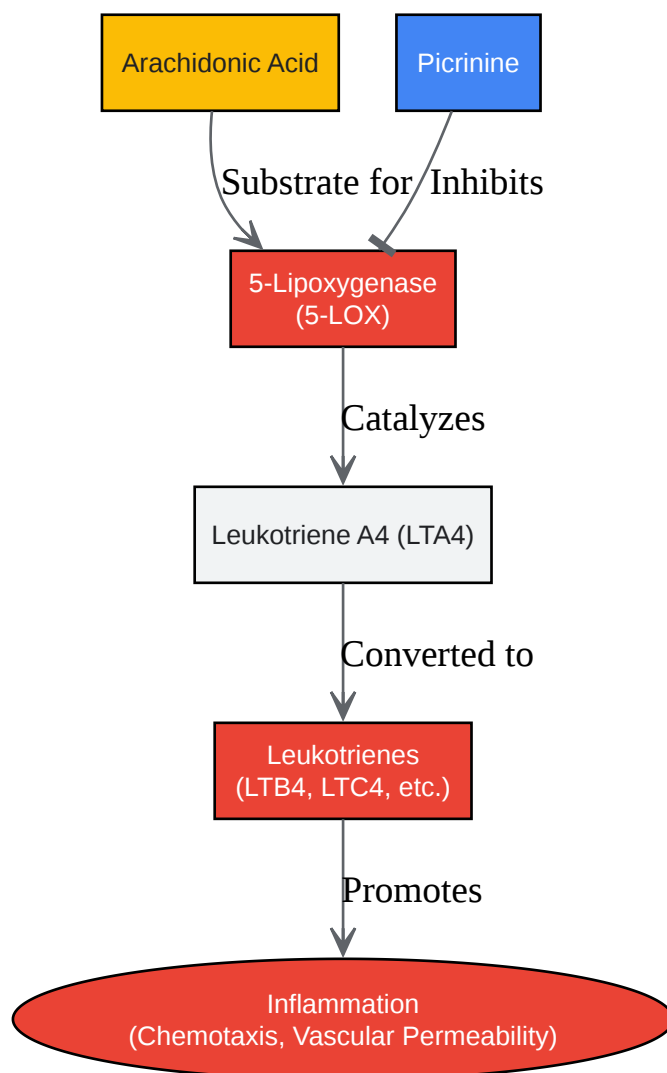 Arachidonic Acid
Picrinine
Substrate for
Inhibits
5-Lipoxygenase
(5-LOX)
Catalyzes
Leukotriene A4 (LTA4)
Converted to
Leukotrienes
(LTB4, LTC4, etc.)
Promotes
Inflammation
(Chemotaxis, Vascular Permeability)